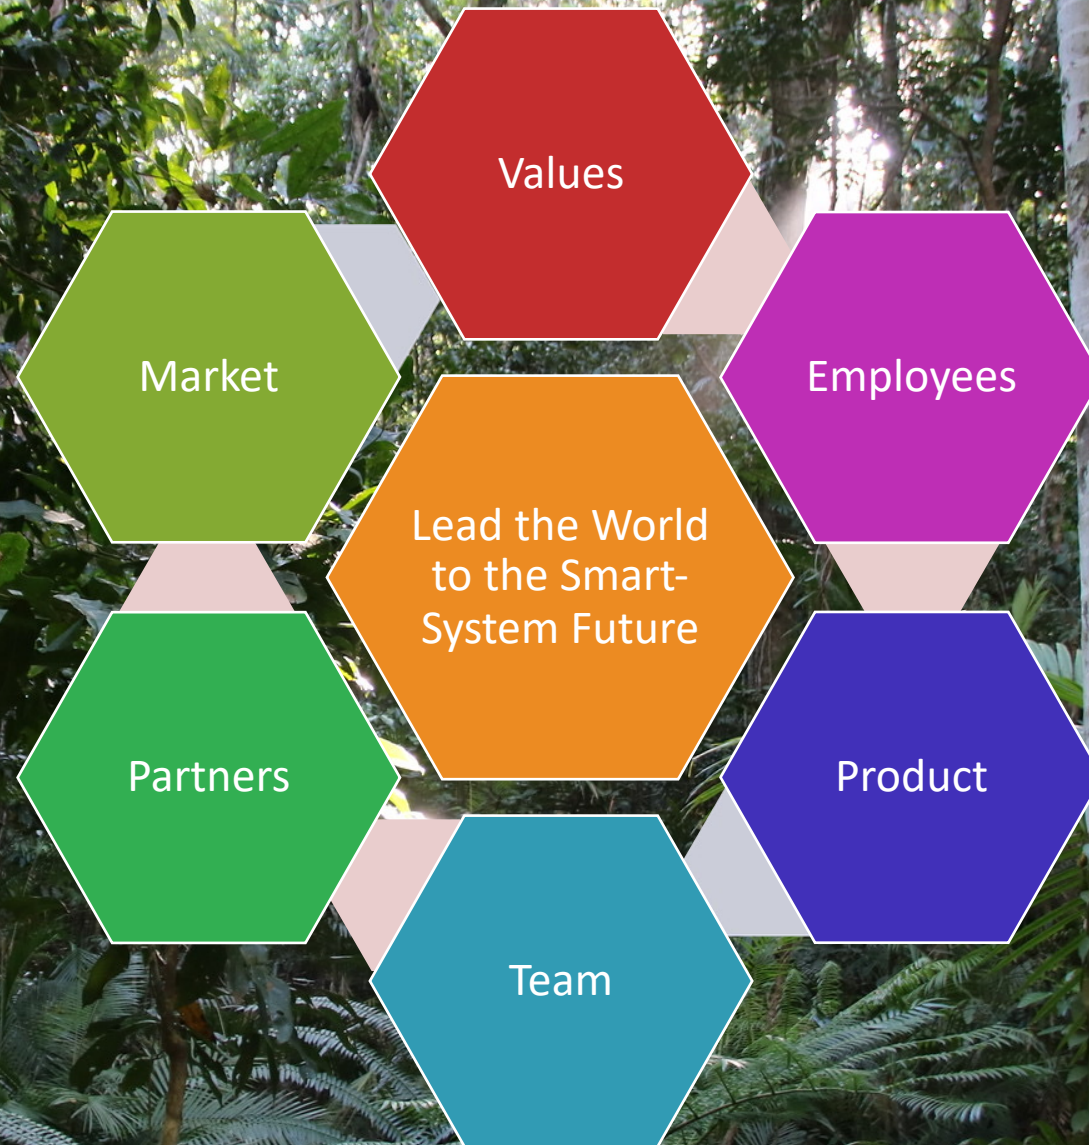 Values
Market
Employees
Lead the World
to the Smart-
System Future
Partners
Product
Team